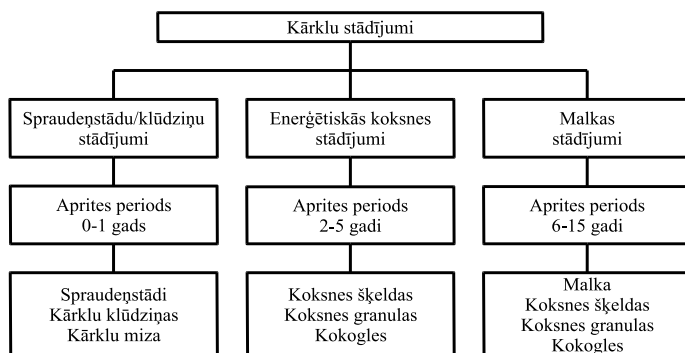 Kārklu stādījumi
Spraudeņstādu/klūdziņu
stādījumi
Enerģētiskās koksnes
stādījumi
Malkas
stādījumi
Aprites periods
0-1 gads
Aprites periods
2-5 gadi
Aprites periods
6-15 gadi
Spraudeņstādi
Kārklu klūdziņas
Kārklu miza
Koksnes šķeldas
Koksnes granulas
Kokogles
Malka
Koksnes šķeldas
Koksnes granulas
Kokogles